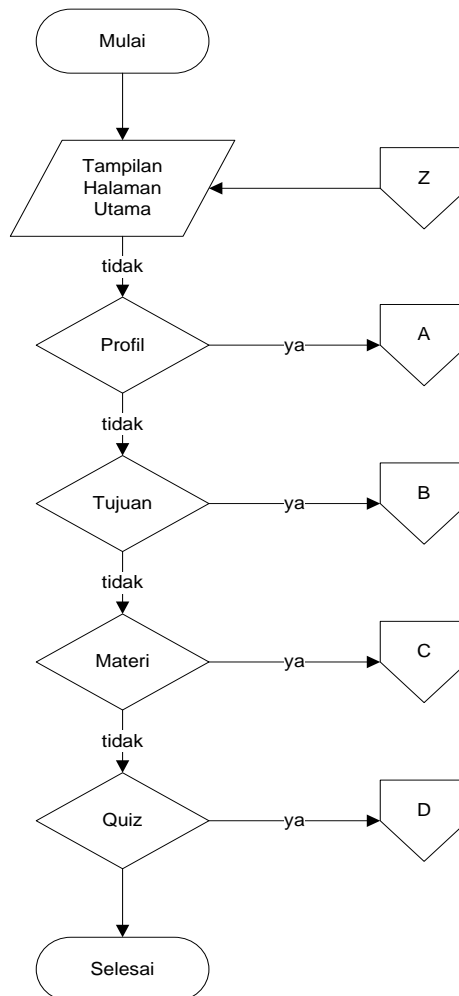 Mulai
Tampilan
Halaman
Utama
Z
tidak
Profil
ya
A
tidak
Tujuan
ya
B
tidak
Materi
ya
C
tidak
Quiz
ya
D
Selesai